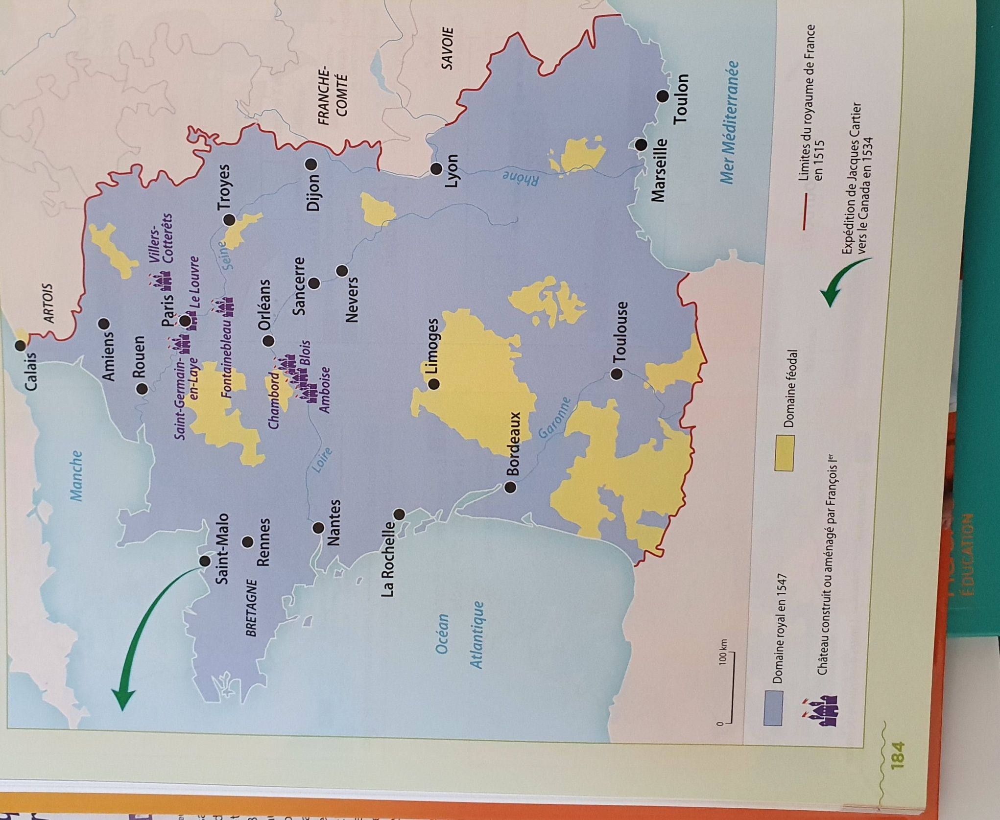 Calais
ARTOIS
Manche
Amiens
Rouen
Villers-
Cotterêts
Paris
Le Louvre
Saint-Germain-
en-Laye
Seine
Troyes
Fontainebleau
Saint-Malo
Rennes
BRETAGNE
Orléans
Chambord
Blois
Amboise
Sancerre
Dijon
FRANCHE-
COMTÉ
Loire
Nantes
Nevers
La Rochelle
Limoges
Lyon
SAVOIE
Océan
Atlantique
Bordeaux
Rhône
Garonne
Toulouse
Marseille
Toulon
Mer Méditerranée
0 100 km
Domaine royal en 1547
Domaine féodal
Limites du royaume de France
en 1515
Château construit ou aménagé par François Ier
Expédition de Jacques Cartier
vers le Canada en 1534
184
ÉDUCATION